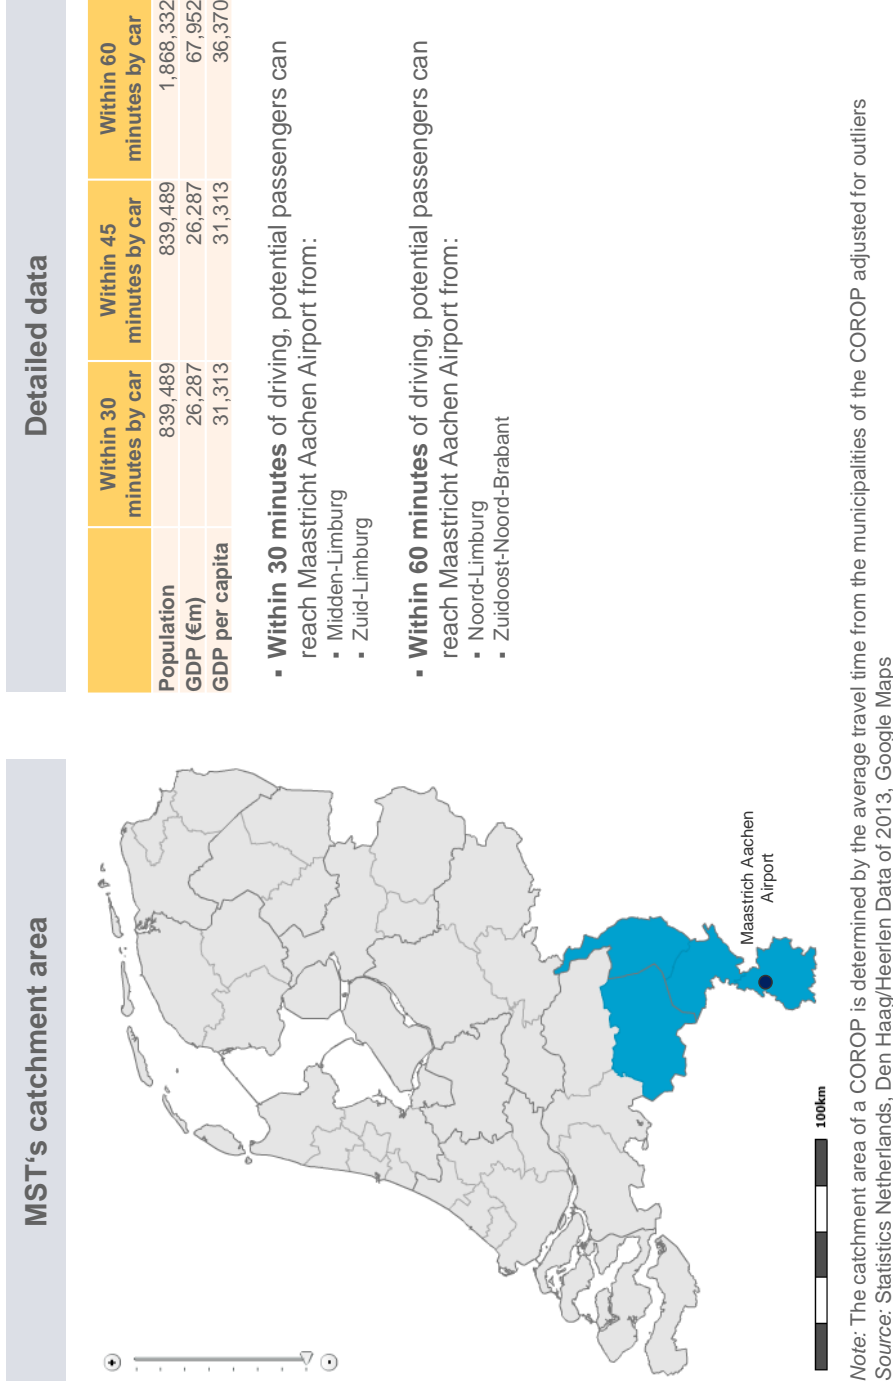 MST's catchment area
Maastrich Aachen
Airport
100km
+
-
Detailed data
Within 30 minutes by car Within 45 minutes by car Within 60 minutes by car
Population 839,489 839,489 1,868,332
GDP (€m) 26,287 26,287 67,952
GDP per capita 31,313 31,313 36,370
▪ Within 30 minutes of driving, potential passengers can
reach Maastricht Aachen Airport from:
▪ Midden-Limburg
▪ Zuid-Limburg
▪ Within 60 minutes of driving, potential passengers can
reach Maastricht Aachen Airport from:
▪ Noord-Limburg
▪ Zuidoost-Noord-Brabant
Note: The catchment area of a COROP is determined by the average travel time from the municipalities of the COROP adjusted for outliers
Source: Statistics Netherlands, Den Haag/Heerlen Data of 2013, Google Maps